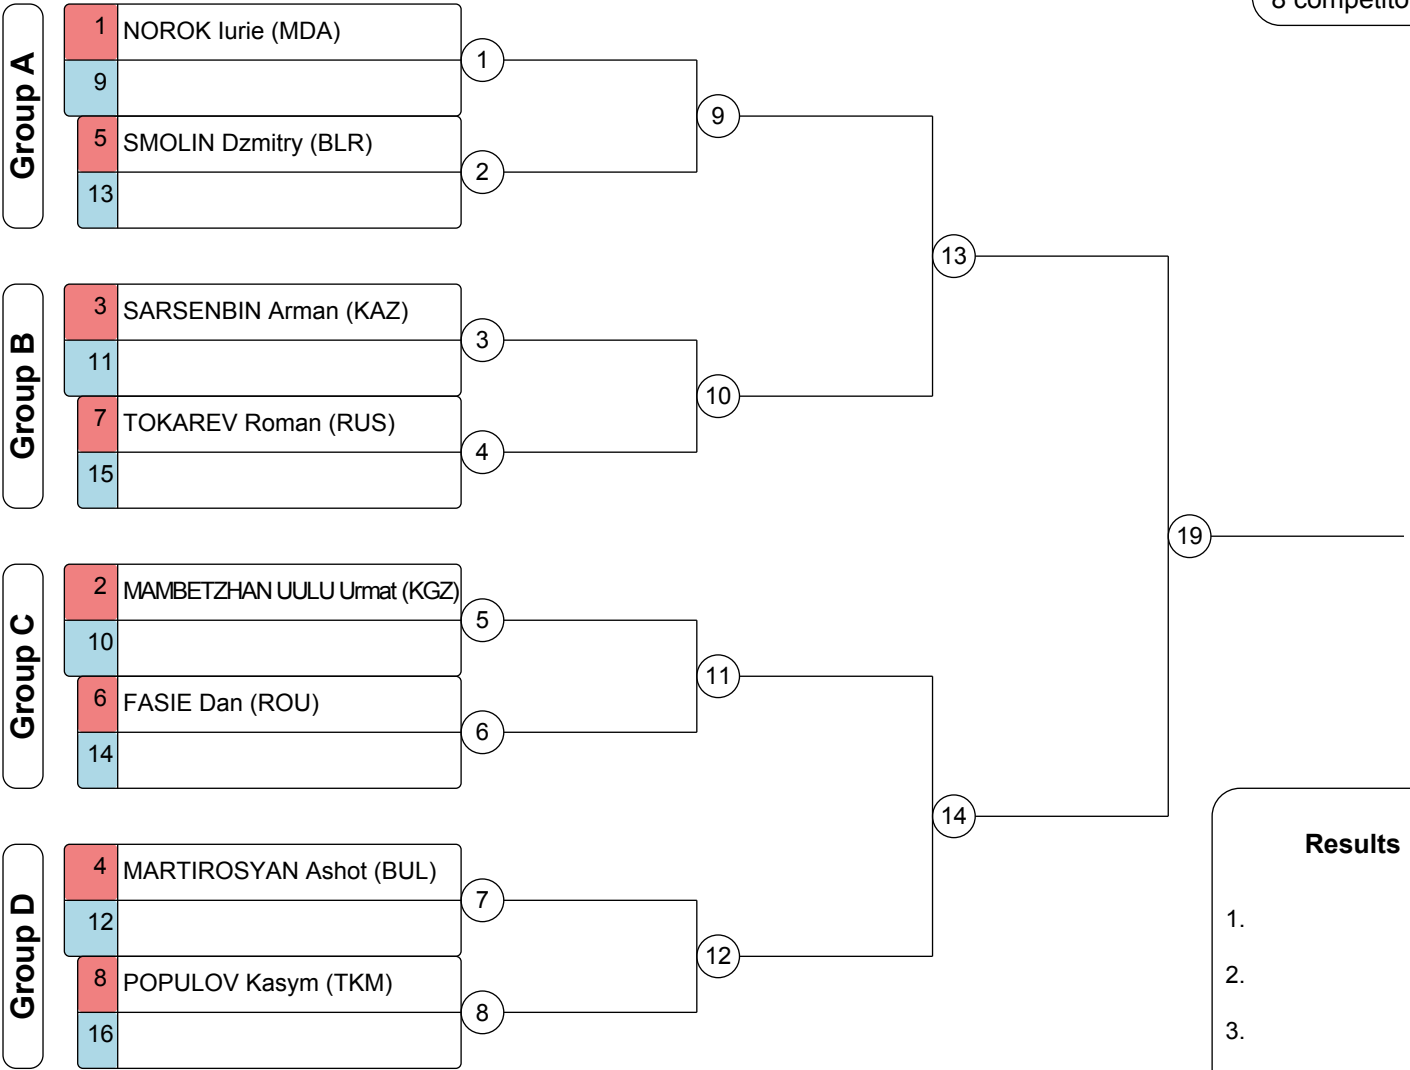 8 competito
Group A
1 NOROK Iurie (MDA)
9
5 SMOLIN Dzmitry (BLR)
13
1
2
9
Group B
3 SARSENBIN Arman (KAZ)
11
7 TOKAREV Roman (RUS)
15
3
4
10
13
Group C
2 MAMBETZHAN UULU Urmat (KGZ)
10
6 FASIE Dan (ROU)
14
5
6
11
Group D
4 MARTIROSYAN Ashot (BUL)
12
8 POPULOV Kasym (TKM)
16
7
8
12
14
19
Results
1.
2.
3.